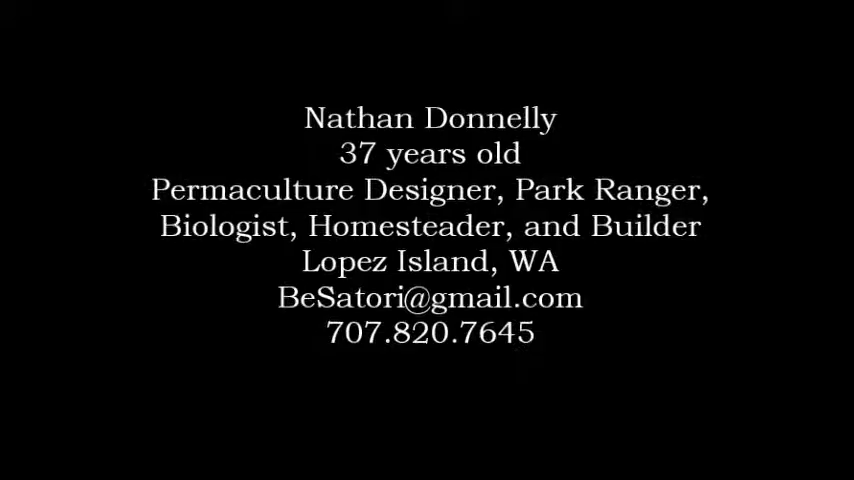 Nathan Donnelly
37 years old
Permaculture Designer, Park Ranger,
Biologist, Homesteader, and Builder
Lopez Island, WA
BeSatori@gmail.com
707.820.7645